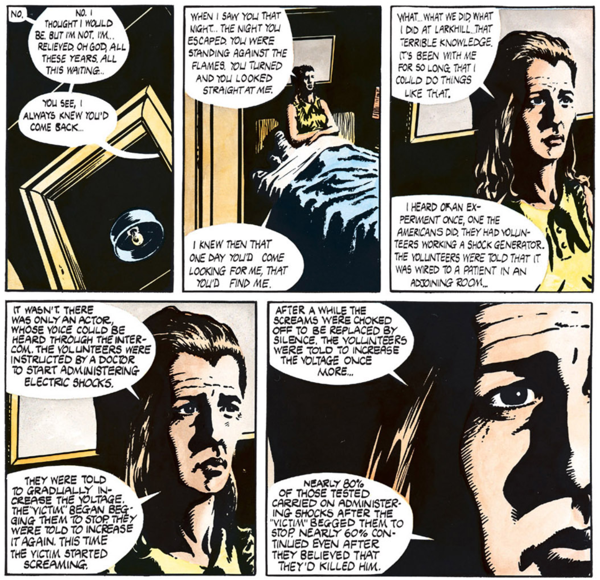 NO.
NO. I
THOUGHT I WOULD
BE. BUT I'M NOT. I'M...
RELIEVED. OH GOD, ALL
THESE YEARS, ALL
THIS WAITING...
YOU SEE, I
ALWAYS KNEW YOU'D
COME BACK...
WHEN I SAW YOU THAT
NIGHT... THE NIGHT YOU
ESCAPED. YOU WERE
STANDING AGAINST THE
FLAMES. YOU TURNED
AND YOU LOOKED
STRAIGHT AT ME.
I KNEW THEN THAT
ONE DAY YOU'D COME
LOOKING FOR ME, THAT
YOU'D FIND ME.
WHAT... WHAT WE DID. WHAT
I DID AT LARKHILL... THAT
TERRIBLE KNOWLEDGE,
IT'S BEEN WITH ME
FOR SO LONG, THAT I
COULD DO THINGS
LIKE THAT.
I HEARD OF AN EX-
PERIMENT ONCE, ONE THE
AMERICANS DID. THEY HAD VOLUN-
TEERS WORKING A SHOCK GENERATOR.
THE VOLUNTEERS WERE TOLD THAT IT
WAS WIRED TO A PATIENT IN AN
ADJOINING ROOM...
IT WASN'T. THERE
WAS ONLY AN ACTOR,
WHOSE VOICE COULD BE
HEARD THROUGH THE INTER-
COM. THE VOLUNTEERS WERE
INSTRUCTED BY A DOCTOR
TO START ADMINISTERING
ELECTRIC SHOCKS.
THEY WERE TOLD
TO GRADUALLY IN-
CREASE THE VOLTAGE.
THE "VICTIM" BEGAN BEG-
GING THEM TO STOP. THEY
WERE TOLD TO INCREASE
IT AGAIN. THIS TIME
THE VICTIM STARTED
SCREAMING.
AFTER A WHILE THE
SCREAMS WERE CHOKED
OFF TO BE REPLACED BY
SILENCE. THE VOLUNTEERS
WERE TOLD TO INCREASE
THE VOLTAGE ONCE
MORE...
NEARLY 80%
OF THOSE TESTED
CARRIED ON ADMINISTER-
ING SHOCKS AFTER THE
"VICTIM" BEGGED THEM TO
STOP. NEARLY 60% CON-
TINUED EVEN AFTER
THEY BELIEVED THAT
THEY'D KILLED HIM.